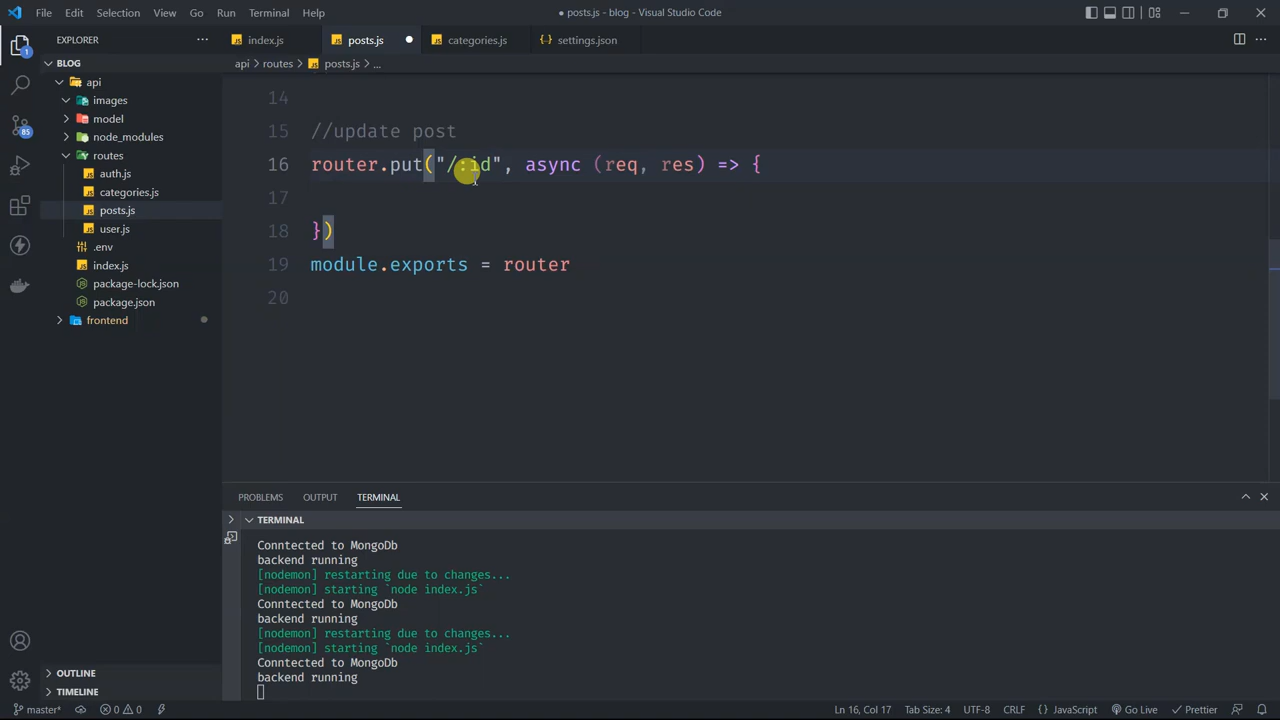 File Edit Selection View Go Run Terminal Help
● posts.js - blog - Visual Studio Code
EXPLORER
BLOG
api
images
model
node_modules
routes
auth.js
categories.js
posts.js
user.js
.env
index.js
package-lock.json
package.json
frontend
OUTLINE
TIMELINE
1
85
index.js posts.js categories.js settings.json
api > routes > posts.js > ...
14
15 //update post
16 router.put("/:id", async (req, res) => {
17
18 })
19 module.exports = router
20
PROBLEMS OUTPUT TERMINAL
TERMINAL
Conntected to MongoDb
backend running
[nodemon] restarting due to changes...
[nodemon] starting `node index.js`
Conntected to MongoDb
backend running
[nodemon] restarting due to changes...
[nodemon] starting `node index.js`
Conntected to MongoDb
backend running
master* 0 0 Ln 16, Col 17 Tab Size: 4 UTF-8 CRLF {} JavaScript Go Live Prettier